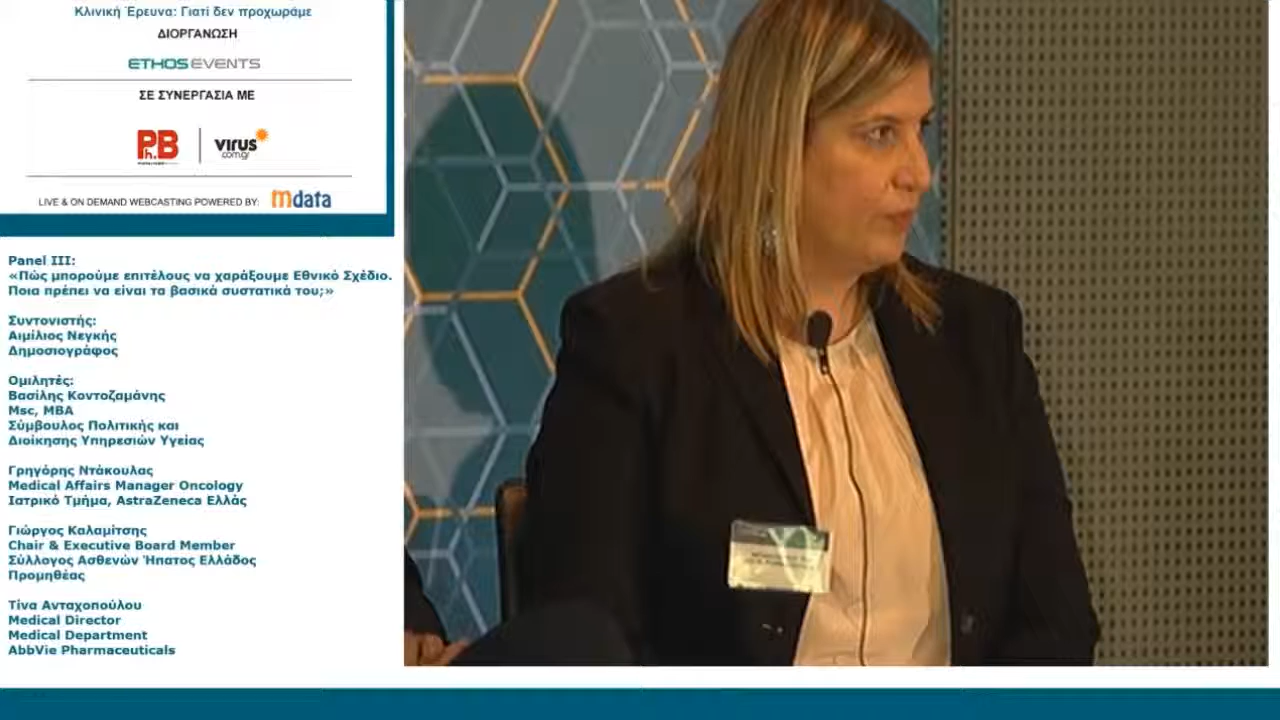 Κλινική Έρευνα: Γιατί δεν προχωράμε
ΔΙΟΡΓΑΝΩΣΗ
ETHOSEVENTS
ΣΕ ΣΥΝΕΡΓΑΣΙΑ ΜΕ
Ph.B
virus
com.gr
LIVE & ON DEMAND WEBCASTING POWERED BY: mdata
Panel III:
«Πώς μπορούμε επιτέλους να χαράξουμε Εθνικό Σχέδιο.
Ποια πρέπει να είναι τα βασικά συστατικά του;»
Συντονιστής:
Αιμίλιος Νεγκής
Δημοσιογράφος
Ομιλητές:
Βασίλης Κοντοζαμάνης
Msc, MBA
Σύμβουλος Πολιτικής και
Διοίκησης Υπηρεσιών Υγείας
Γρηγόρης Ντάκουλας
Medical Affairs Manager Oncology
Ιατρικό Τμήμα, AstraZeneca Ελλάς
Γιώργος Καλαμίτσης
Chair & Executive Board Member
Σύλλογος Ασθενών Ήπατος Ελλάδος
Προμηθέας
Τίνα Ανταχοπούλου
Medical Director
Medical Department
AbbVie Pharmaceuticals